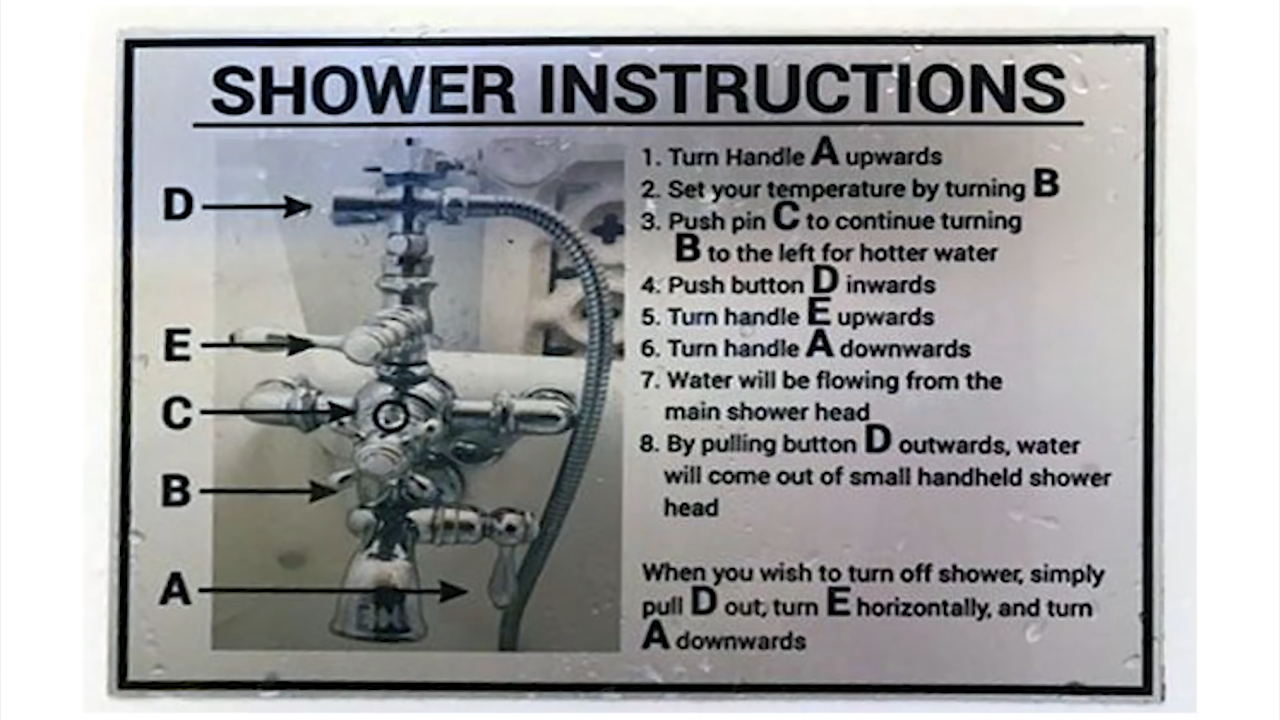 SHOWER INSTRUCTIONS
D
E
C
B
A
1. Turn Handle A upwards
2. Set your temperature by turning B
3. Push pin C to continue turning
B to the left for hotter water
4. Push button D inwards
5. Turn handle E upwards
6. Turn handle A downwards
7. Water will be flowing from the
main shower head
8. By pulling button D outwards, water
will come out of small handheld shower
head
When you wish to turn off shower, simply
pull D out, turn E horizontally, and turn
A downwards